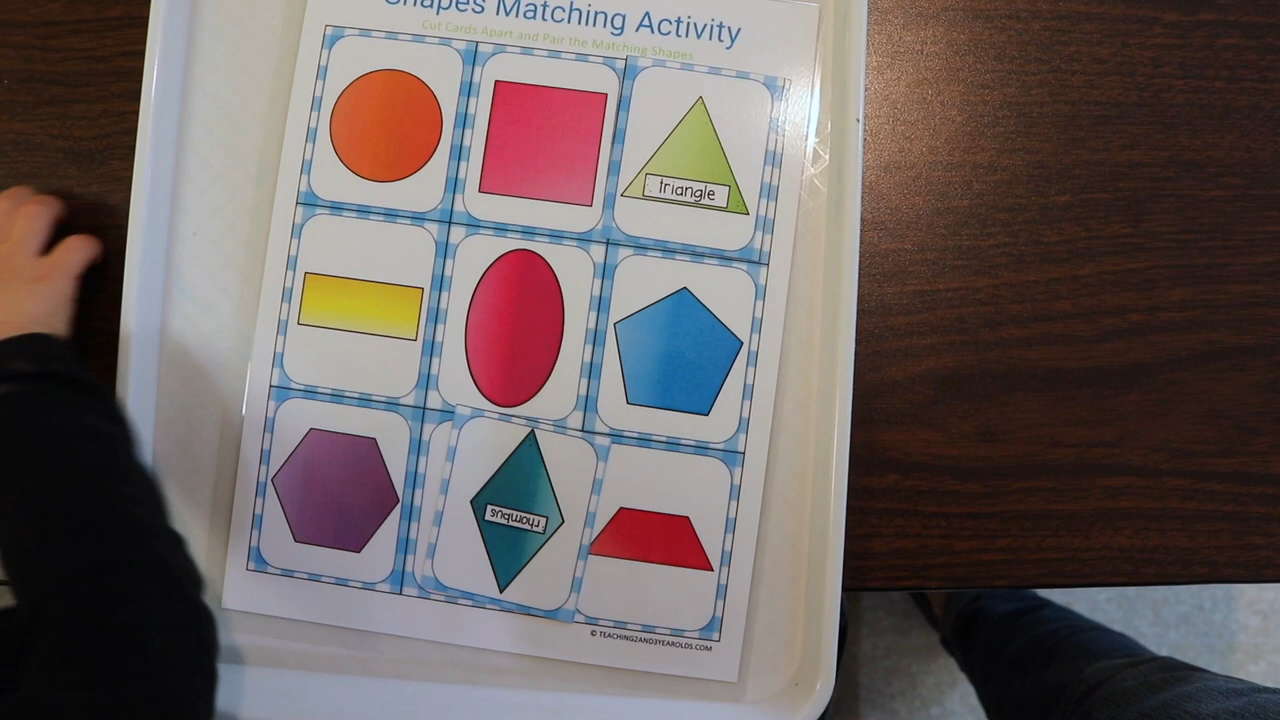 Shapes Matching Activity
Cut Cards Apart and Pair the Matching Shapes
triangle
rhombus
© TEACHING2AND3YEAROLDS.COM